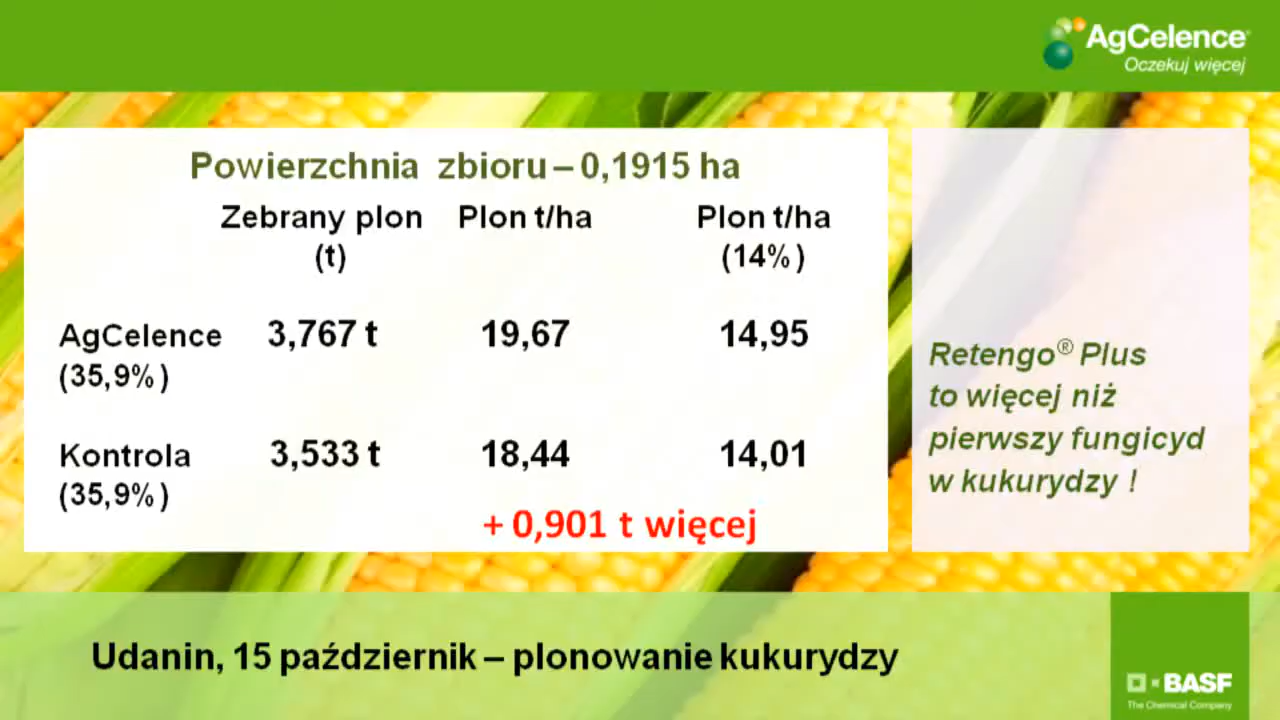 AgCelence
Oczekuj więcej
Powierzchnia zbioru – 0,1915 ha
Zebrany plon (t) Plon t/ha Plon t/ha (14%)
AgCelence (35,9%) 3,767 t 19,67 14,95
Kontrola (35,9%) 3,533 t 18,44 14,01
+ 0,901 t więcej
Retengo® Plus
to więcej niż
pierwszy fungicyd
w kukurydzy !
Udanin, 15 październik – plonowanie kukurydzy
BASF
The Chemical Company